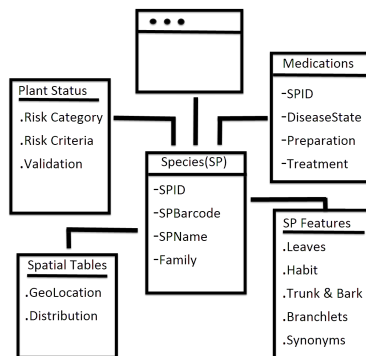 Plant Status
.Risk Category
.Risk Criteria
.Validation
Medications
-SPID
-DiseaseState
-Preparation
-Treatment
Species(SP)
-SPID
-SPBarcode
-SPName
-Family
Spatial Tables
.GeoLocation
.Distribution
SP Features
.Leaves
.Habit
.Trunk & Bark
.Branchlets
.Synonyms